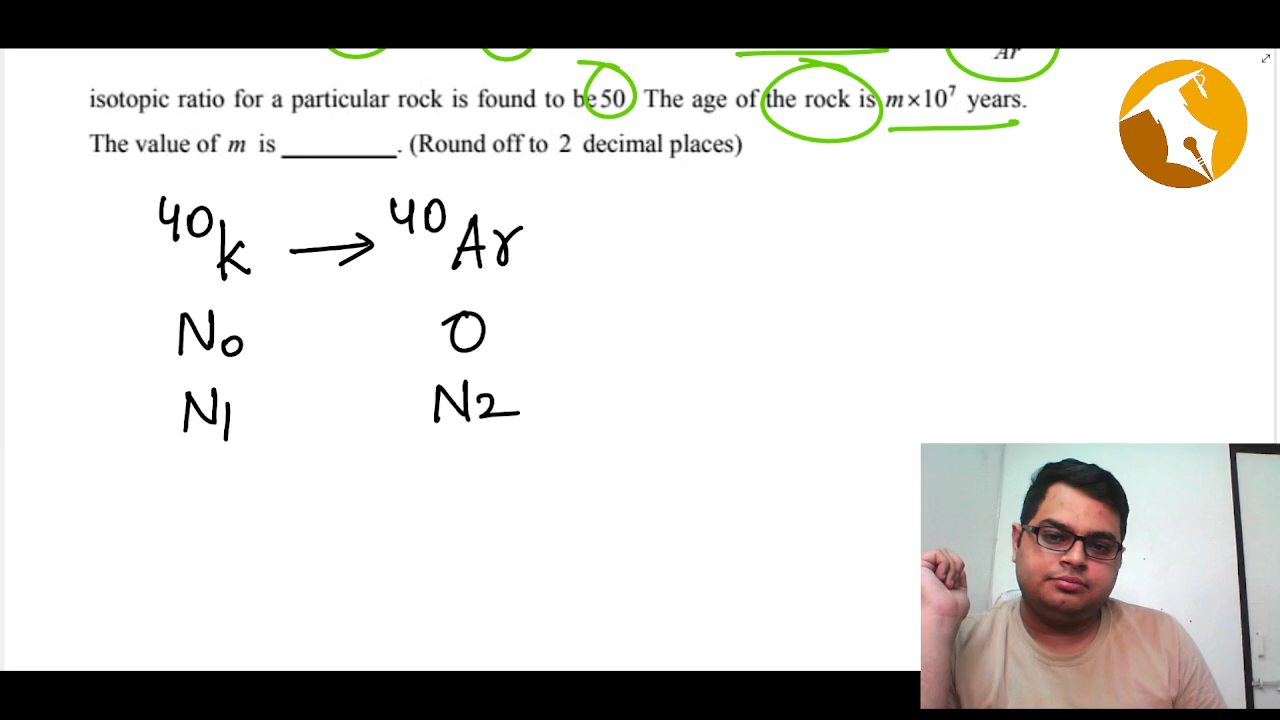 Ar
isotopic ratio for a particular rock is found to be 50 The age of the rock is m×10⁷ years.
The value of m is _________. (Round off to 2 decimal places)
⁴⁰K → ⁴⁰Ar
N₀ O
N₁ N₂